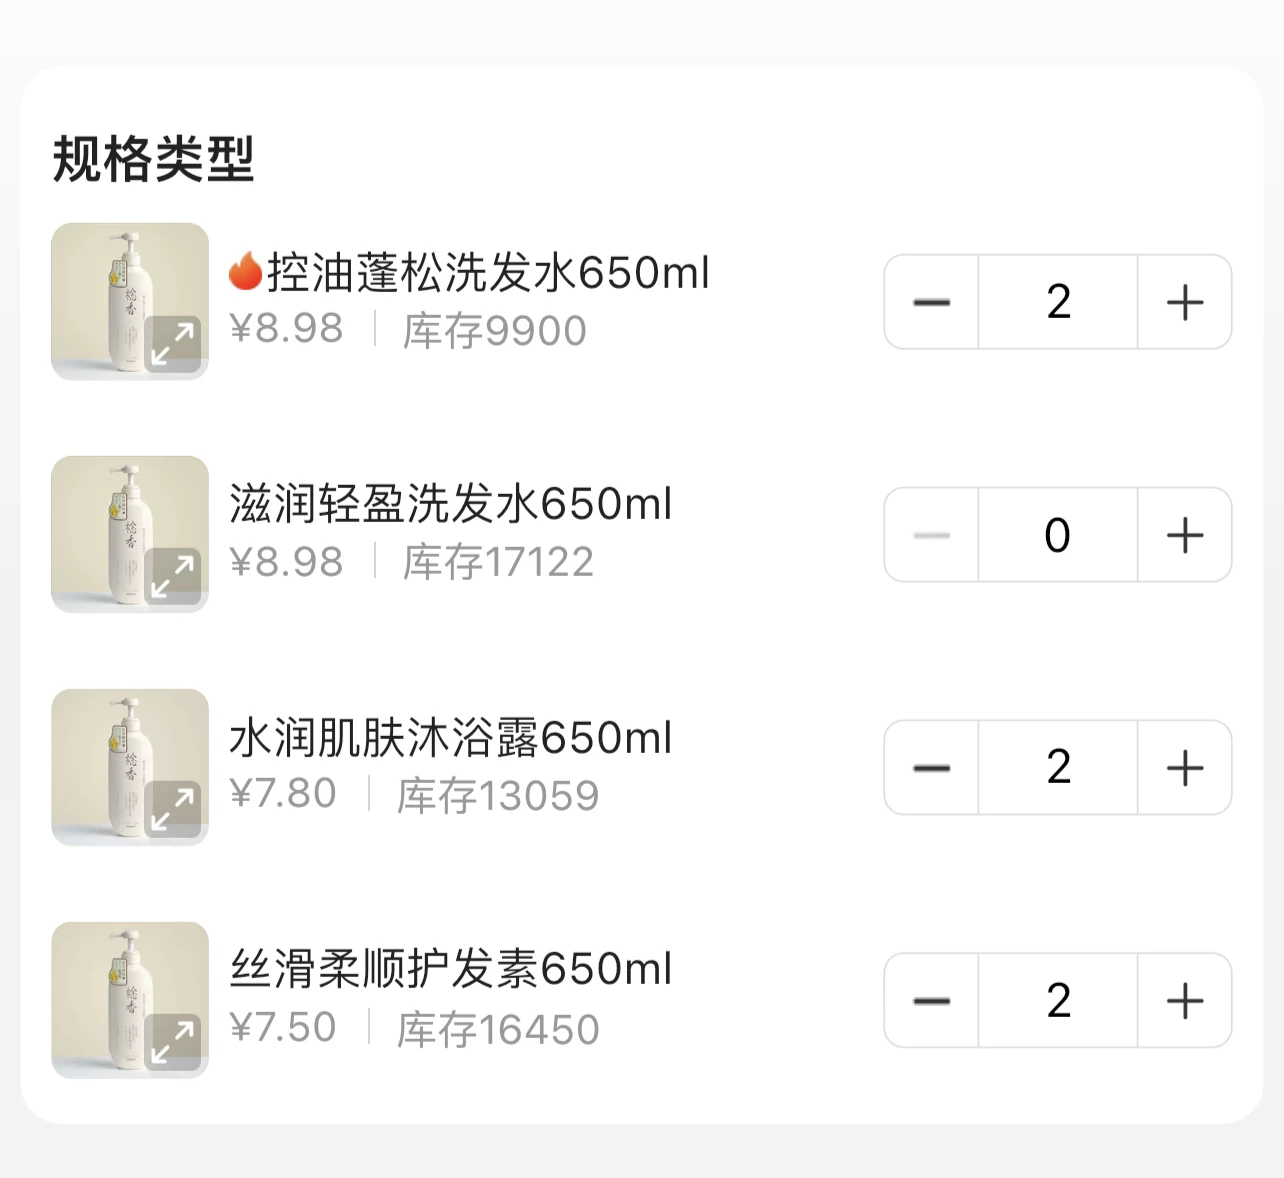 规格类型
🔥控油蓬松洗发水650ml
¥8.98 | 库存9900
2
滋润轻盈洗发水650ml
¥8.98 | 库存17122
0
水润肌肤沐浴露650ml
¥7.80 | 库存13059
2
丝滑柔顺护发素650ml
¥7.50 | 库存16450
2